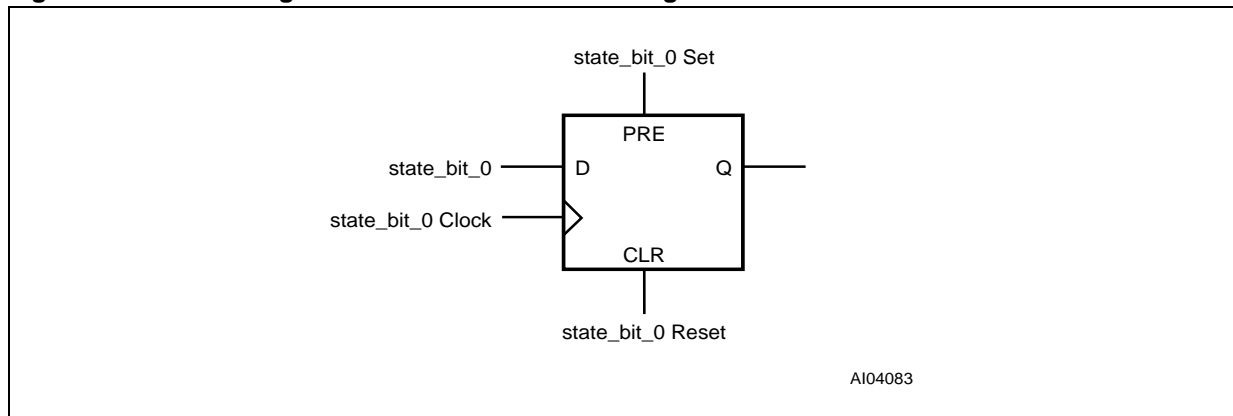 state_bit_0 Set
PRE
state_bit_0
D
Q
state_bit_0 Clock
CLR
state_bit_0 Reset
AI04083